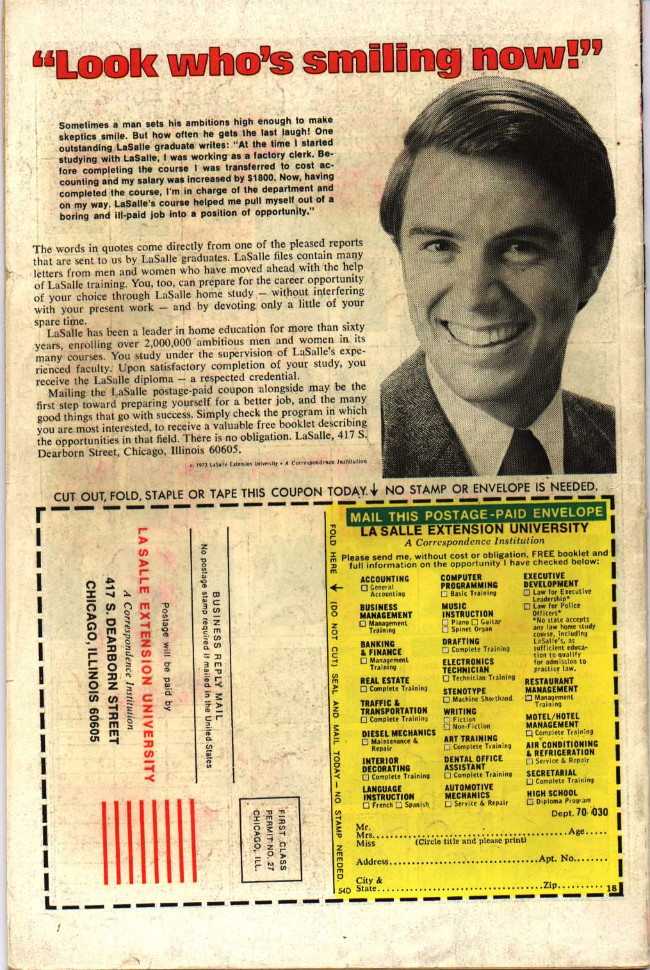 “Look who’s smiling now!”
Sometimes a man sets his ambitions high enough to make
skeptics smile. But how often he gets the last laugh! One
outstanding LaSalle graduate writes: “At the time I started
studying with LaSalle, I was working as a factory clerk. Be-
fore completing the course I was transferred to cost ac-
counting and my salary was increased by $1800. Now, having
completed the course, I’m in charge of the department and
on my way. LaSalle’s course helped me pull myself out of a
boring and ill-paid job into a position of opportunity.”
The words in quotes come directly from one of the pleased reports
that are sent to us by LaSalle graduates. LaSalle files contain many
letters from men and women who have moved ahead with the help
of LaSalle training. You, too, can prepare for the career opportunity
of your choice through LaSalle home study — without interfering
with your present work — and by devoting only a little of your
spare time.
LaSalle has been a leader in home education for more than sixty
years, enrolling over 2,000,000 ambitious men and women in its
many courses. You study under the supervision of LaSalle’s expe-
rienced faculty. Upon satisfactory completion of your study, you
receive the LaSalle diploma — a respected credential.
Mailing the LaSalle postage-paid coupon alongside may be the
first step toward preparing yourself for a better job, and the many
good things that go with success. Simply check the program in which
you are most interested, to receive a valuable free booklet describing
the opportunities in that field. There is no obligation. LaSalle, 417 S.
Dearborn Street, Chicago, Illinois 60605.
c. 1973 LaSalle Extension University • A Correspondence Institution
CUT OUT, FOLD, STAPLE OR TAPE THIS COUPON TODAY. ↓ NO STAMP OR ENVELOPE IS NEEDED.
BUSINESS REPLY MAIL
No postage stamp required if mailed in the United States
Postage will be paid by
LA SALLE EXTENSION UNIVERSITY
A Correspondence Institution
417 S. DEARBORN STREET
CHICAGO, ILLINOIS 60605
FIRST CLASS
PERMIT NO. 27
CHICAGO, ILL.
FOLD HERE ↓ (DO NOT CUT) SEAL AND MAIL TODAY — NO STAMP NEEDED.
MAIL THIS POSTAGE-PAID ENVELOPE
LA SALLE EXTENSION UNIVERSITY
A Correspondence Institution
Please send me, without cost or obligation, FREE booklet and
full information on the opportunity I have checked below:
ACCOUNTING
☐ General
Accounting
BUSINESS
MANAGEMENT
☐ Management
Training
BANKING
& FINANCE
☐ Management
Training
REAL ESTATE
☐ Complete Training
TRAFFIC &
TRANSPORTATION
☐ Complete Training
DIESEL MECHANICS
☐ Maintenance &
Repair
INTERIOR
DECORATING
☐ Complete Training
LANGUAGE
INSTRUCTION
☐ French ☐ Spanish
COMPUTER
PROGRAMMING
☐ Basic Training
MUSIC
INSTRUCTION
☐ Piano ☐ Guitar
☐ Spinet Organ
DRAFTING
☐ Complete Training
ELECTRONICS
TECHNICIAN
☐ Technician Training
STENOTYPE
☐ Machine Shorthand
WRITING
☐ Fiction
☐ Non-Fiction
ART TRAINING
☐ Complete Training
DENTAL OFFICE
ASSISTANT
☐ Complete Training
AUTOMOTIVE
MECHANICS
☐ Service & Repair
EXECUTIVE
DEVELOPMENT
☐ Law for Executive
Leadership*
☐ Law for Police
Officers*
*No state accepts
any law home study
course, including
LaSalle’s, as
sufficient educa-
tion to qualify
for admission to
practice law.
RESTAURANT
MANAGEMENT
☐ Management
Training
MOTEL/HOTEL
MANAGEMENT
☐ Complete Training
AIR CONDITIONING
& REFRIGERATION
☐ Service & Repair
SECRETARIAL
☐ Complete Training
HIGH SCHOOL
☐ Diploma Program
Dept. 70-030
Mr.
Mrs. Age
Miss (Circle title and please print)
Address Apt. No.
City &
State Zip
54D 18